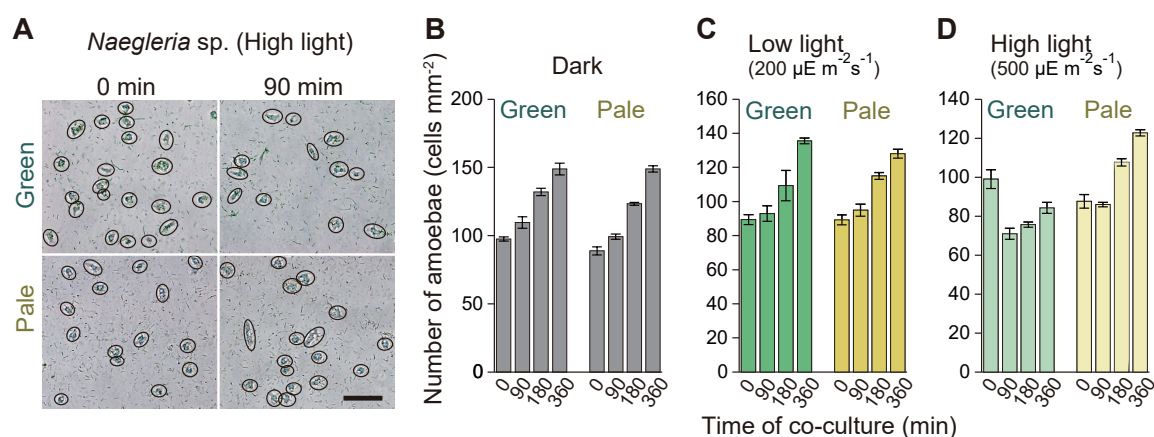 A
Naegleria sp. (High light)
0 min
90 mim
Green
Pale
B
Dark
Number of amoebae (cells mm-2)
200
150
100
50
0
Green
Pale
0
90
180
360
0
90
180
360
C
Low light
(200 µE m-2s-1)
160
140
120
100
80
60
40
20
0
Green
Pale
0
90
180
360
0
90
180
360
D
High light
(500 µE m-2s-1)
140
120
100
80
60
40
20
0
Green
Pale
0
90
180
360
0
90
180
360
Time of co-culture (min)